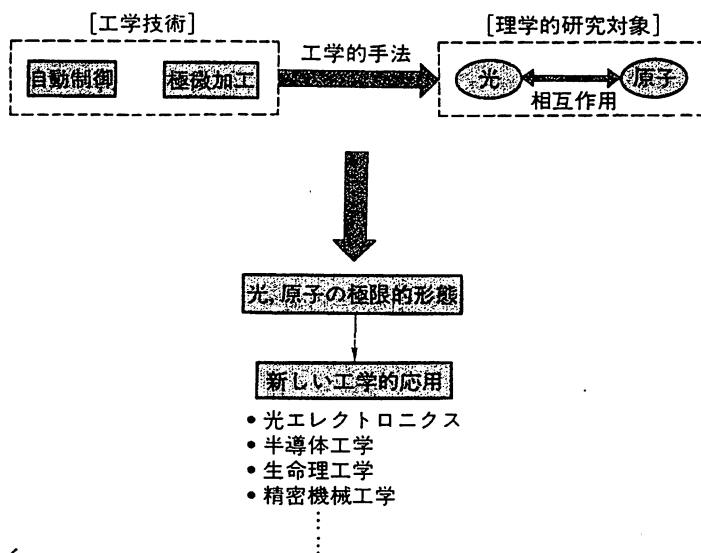 [工学技術]
[理学的研究対象]
工学的手法
自動制御
極微加工
光
原子
相互作用
光,原子の極限的形態
新しい工学的応用
• 光エレクトロニクス
• 半導体工学
• 生命理工学
• 精密機械工学